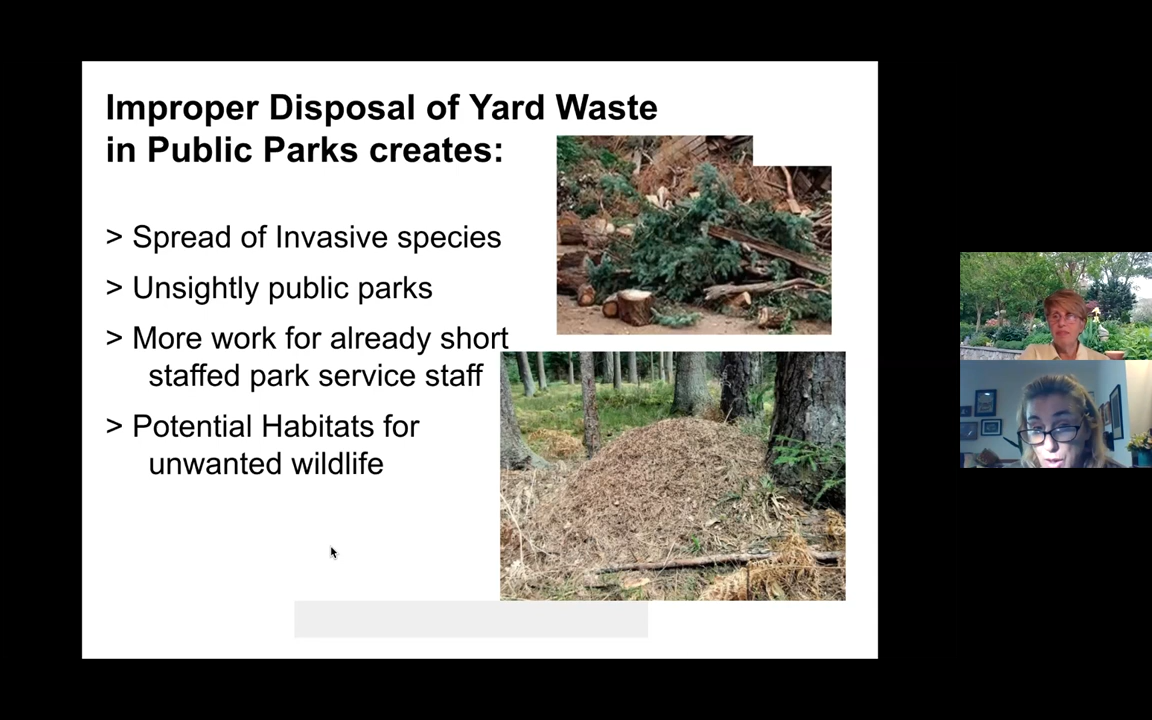 Improper Disposal of Yard Waste
in Public Parks creates:
> Spread of Invasive species
> Unsightly public parks
> More work for already short
staffed park service staff
> Potential Habitats for
unwanted wildlife